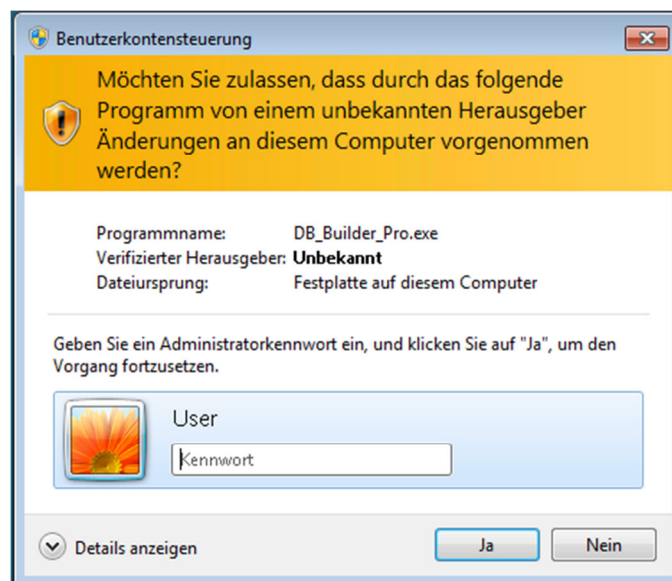 Benutzerkontensteuerung
Möchten Sie zulassen, dass durch das folgende
Programm von einem unbekannten Herausgeber
Änderungen an diesem Computer vorgenommen
werden?
Programmname: DB_Builder_Pro.exe
Verifizierter Herausgeber: Unbekannt
Dateiursprung: Festplatte auf diesem Computer
Geben Sie ein Administratorkennwort ein, und klicken Sie auf "Ja", um den
Vorgang fortzusetzen.
User
Kennwort
Details anzeigen Ja Nein